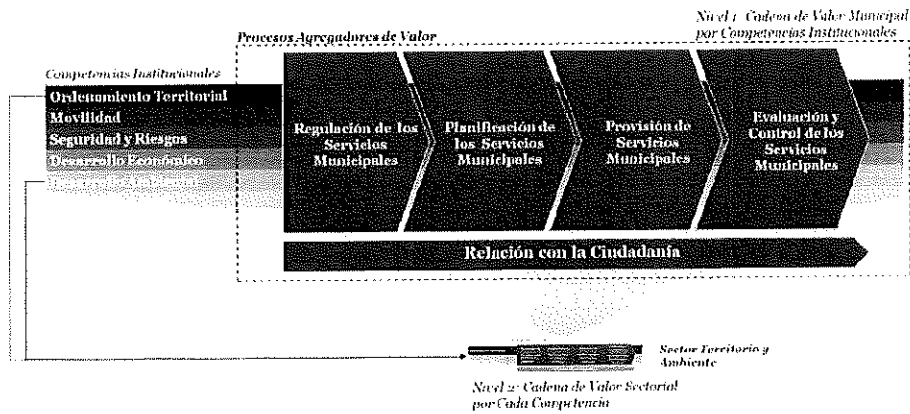 Nivel 1: Cadena de Valor Municipal
por Competencias Institucionales
Procesos Agregadores de Valor
Competencias Institucionales
Ordenamiento Territorial
Movilidad
Seguridad y Riesgos
Desarrollo Económico
Regulación de los
Servicios
Municipales
Planificación de
los Servicios
Municipales
Provisión de
Servicios
Municipales
Evaluación y
Control de los
Servicios
Municipales
Relación con la Ciudadanía
Sector Territorio y
Ambiente
Nivel 2: Cadena de Valor Sectorial
por Cada Competencia